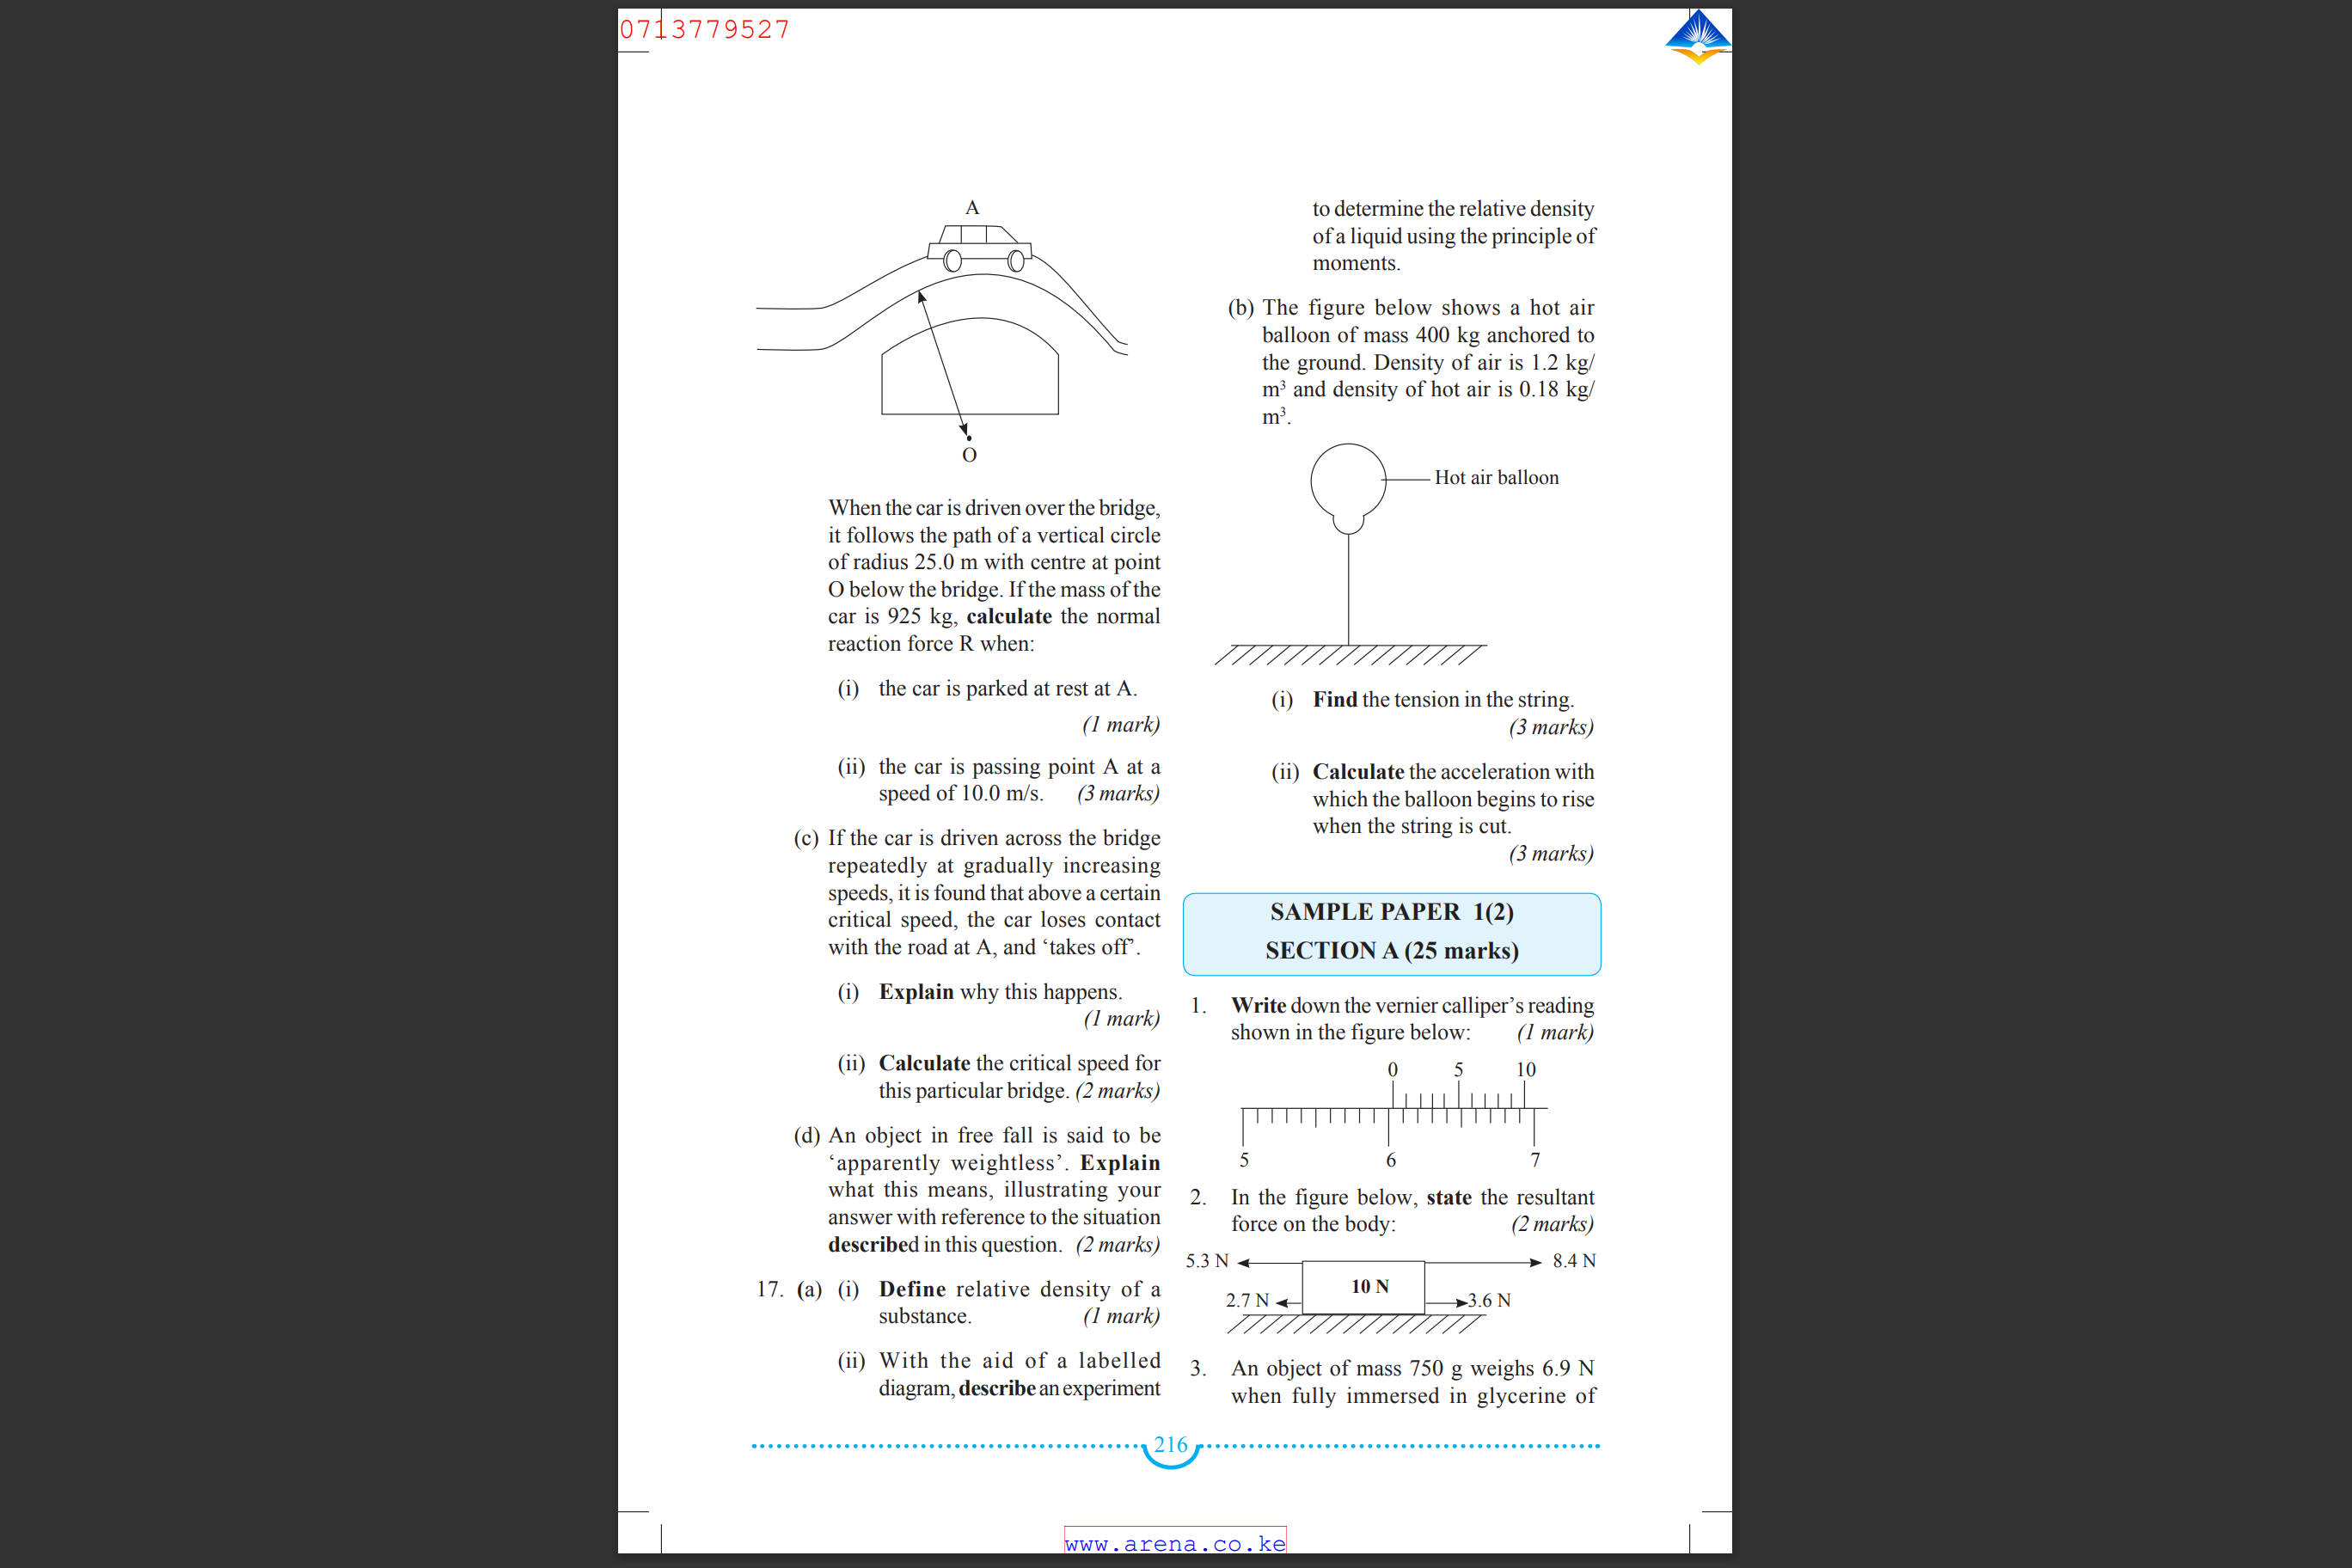 0713779527
A
O
When the car is driven over the bridge,
it follows the path of a vertical circle
of radius 25.0 m with centre at point
O below the bridge. If the mass of the
car is 925 kg, calculate the normal
reaction force R when:
(i) the car is parked at rest at A.
(1 mark)
(ii) the car is passing point A at a
speed of 10.0 m/s. (3 marks)
(c) If the car is driven across the bridge
repeatedly at gradually increasing
speeds, it is found that above a certain
critical speed, the car loses contact
with the road at A, and ‘takes off’.
(i) Explain why this happens.
(1 mark)
(ii) Calculate the critical speed for
this particular bridge. (2 marks)
(d) An object in free fall is said to be
‘apparently weightless’. Explain
what this means, illustrating your
answer with reference to the situation
described in this question. (2 marks)
17. (a) (i) Define relative density of a
substance. (1 mark)
(ii) With the aid of a labelled
diagram, describe an experiment
to determine the relative density
of a liquid using the principle of
moments.
(b) The figure below shows a hot air
balloon of mass 400 kg anchored to
the ground. Density of air is 1.2 kg/
m³ and density of hot air is 0.18 kg/
m³.
Hot air balloon
(i) Find the tension in the string.
(3 marks)
(ii) Calculate the acceleration with
which the balloon begins to rise
when the string is cut.
(3 marks)
SAMPLE PAPER 1(2)
SECTION A (25 marks)
1. Write down the vernier calliper’s reading
shown in the figure below: (1 mark)
0 5 10
5 6 7
2. In the figure below, state the resultant
force on the body: (2 marks)
5.3 N 8.4 N
10 N
2.7 N 3.6 N
3. An object of mass 750 g weighs 6.9 N
when fully immersed in glycerine of
216
www.arena.co.ke